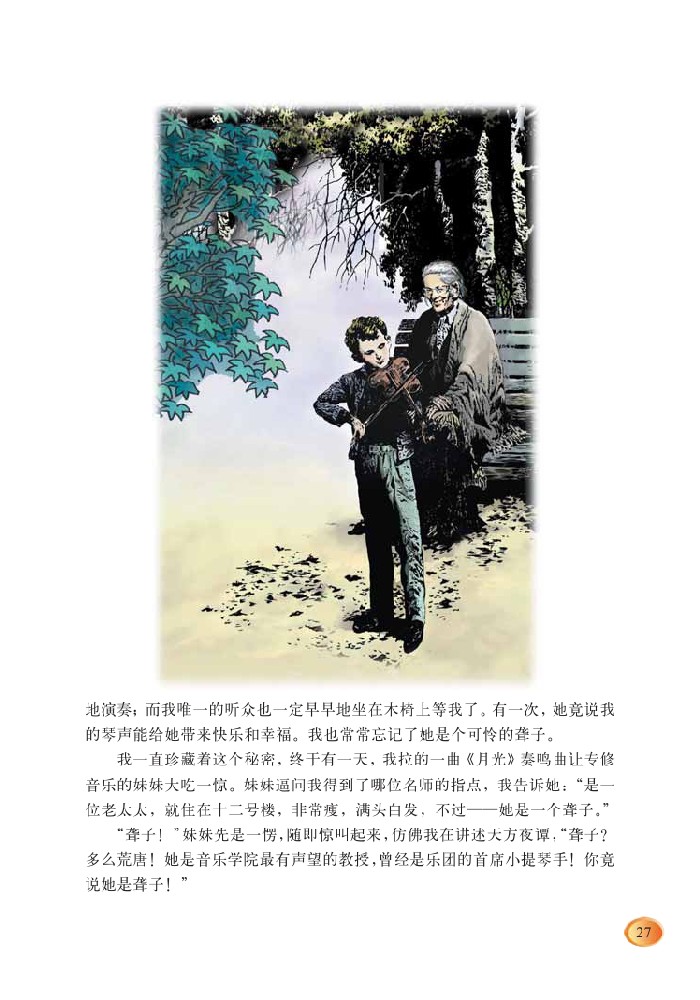 地演奏；而我唯一的听众也一定早早地坐在木椅上等我了。有一次，她竟说我
的琴声能给她带来快乐和幸福。我也常常忘记了她是个可怜的聋子。
我一直珍藏着这个秘密，终于有一天，我拉的一曲《月光》奏鸣曲让专修
音乐的妹妹大吃一惊。妹妹逼问我得到了哪位名师的指点，我告诉她：“是一
位老太太，就住在十二号楼，非常瘦，满头白发，不过——她是一个聋子。”
“聋子！”妹妹先是一愣，随即惊叫起来，仿佛我在讲述天方夜谭，“聋子？
多么荒唐！她是音乐学院最有声望的教授，曾经是乐团的首席小提琴手！你竟
说她是聋子！”
27